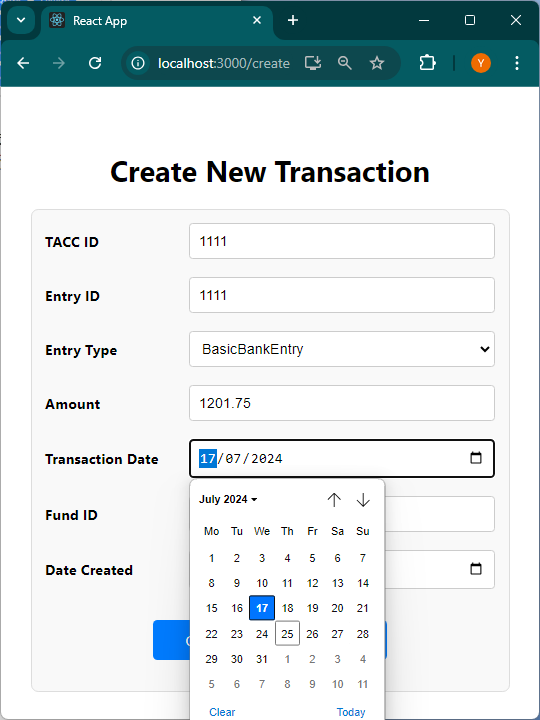 React App
localhost:3000/create
Y
Create New Transaction
TACC ID
1111
Entry ID
1111
Entry Type
BasicBankEntry
Amount
1201.75
Transaction Date
17/07/2024
Fund ID
Date Created
July 2024
Mo Tu We Th Fr Sa Su
1 2 3 4 5 6 7
8 9 10 11 12 13 14
15 16 17 18 19 20 21
22 23 24 25 26 27 28
29 30 31 1 2 3 4
5 6 7 8 9 10 11
Clear Today